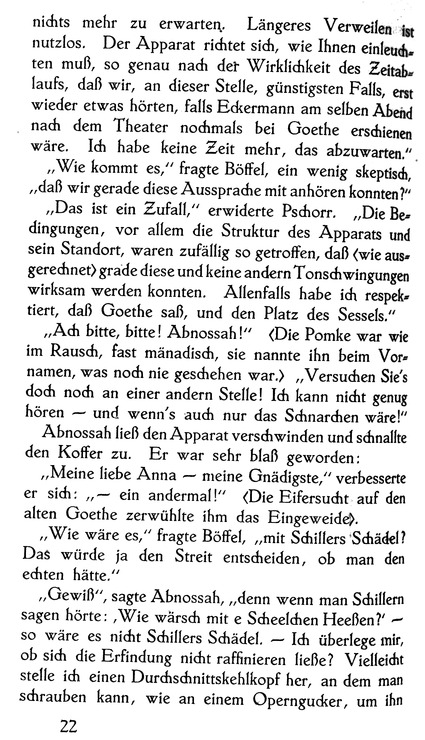 nichts mehr zu erwarten. Längeres Verweilen ist
nutzlos. Der Apparat richtet sich, wie Ihnen einleuch-
ten muß, so genau nach der Wirklichkeit des Zeitab-
laufs, daß wir, an dieser Stelle, günstigsten Falls, erst
wieder etwas hörten, falls Eckermann am selben Abend
nach dem Theater nochmals bei Goethe erschienen
wäre. Ich habe keine Zeit mehr, das abzuwarten.“
„Wie kommt es,“ fragte Böffel, ein wenig skeptisch,
„daß wir gerade diese Aussprache mit anhören konnten?“
„Das ist ein Zufall,“ erwiderte Pschorr. „Die Be-
dingungen, vor allem die Struktur des Apparats und
sein Standort, waren zufällig so getroffen, daß (wie aus-
gerechnet) grade diese und keine andern Tonschwingungen
wirksam werden konnten. Allenfalls habe ich respek-
tiert, daß Goethe saß, und den Platz des Sessels.“
„Ach bitte, bitte! Abnossah!“ (Die Pomke war wie
im Rausch, fast mänadisch, sie nannte ihn beim Vor-
namen, was noch nie geschehen war.) „Versuchen Sie's
doch noch an einer andern Stelle! Ich kann nicht genug
hören — und wenn's auch nur das Schnarchen wäre!“
Abnossah ließ den Apparat verschwinden und schnallte
den Koffer zu. Er war sehr blaß geworden:
„Meine liebe Anna — meine Gnädigste,“ verbesserte
er sich: „— ein andermal!“ (Die Eifersucht auf den
alten Goethe zerwühlte ihm das Eingeweide).
„Wie wäre es,“ fragte Böffel, „mit Schillers Schädel?
Das würde ja den Streit entscheiden, ob man den
echten hätte.“
„Gewiß“, sagte Abnossah, „denn wenn man Schillern
sagen hörte: ‚Wie wärsch mit e Scheelchen Heeßen?‘ —
so wäre es nicht Schillers Schädel. — Ich überlege mir,
ob sich die Erfindung nicht raffinieren ließe? Vielleicht
stelle ich einen Durchschnittskehlkopf her, an dem man
schrauben kann, wie an einem Operngucker, um ihn
22